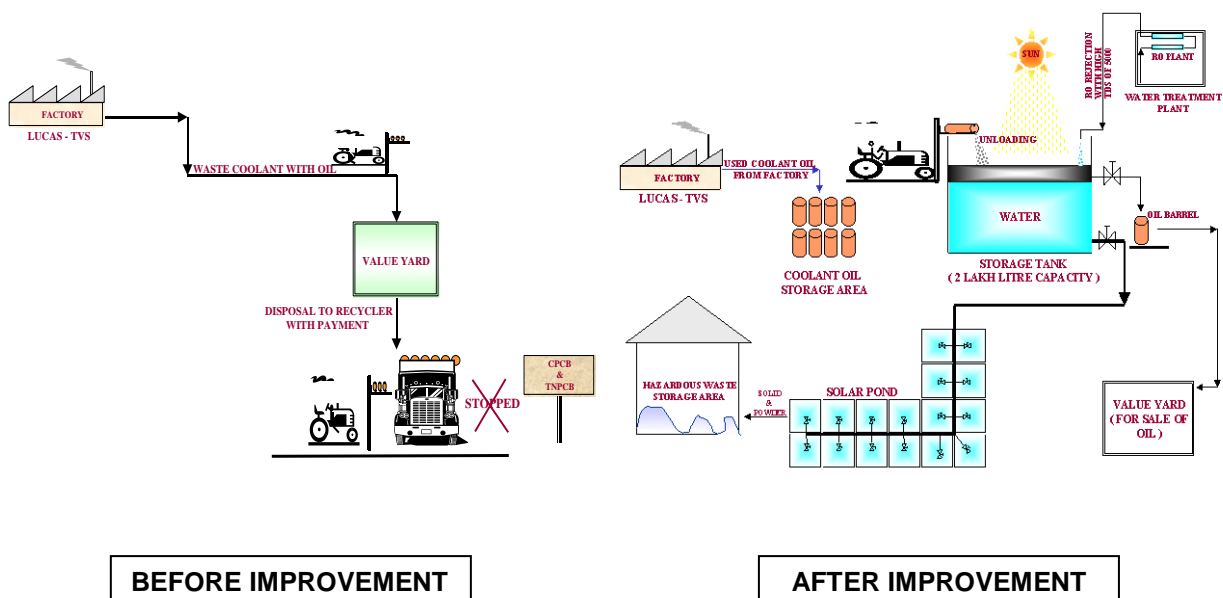 FACTORY
LUCAS - TVS
WASTE COOLANT WITH OIL
VALUE YARD
DISPOSAL TO RECYCLER
WITH PAYMENT
STOPPED
CPCB
&
TNPCB
BEFORE IMPROVEMENT
SUN
RO REJECTION
WITH HIGH
TDS OF 5000
RO PLANT
WATER TREATMENT
PLANT
UNLOADING
FACTORY
LUCAS - TVS
USED COOLANT OIL
FROM FACTORY
COOLANT OIL
STORAGE AREA
WATER
STORAGE TANK
( 2 LAKH LITRE CAPACITY )
OIL BARREL
HAZARDOUS WASTE
STORAGE AREA
SOLID
&
POWDER
SOLAR POND
VALUE YARD
( FOR SALE OF
OIL )
AFTER IMPROVEMENT